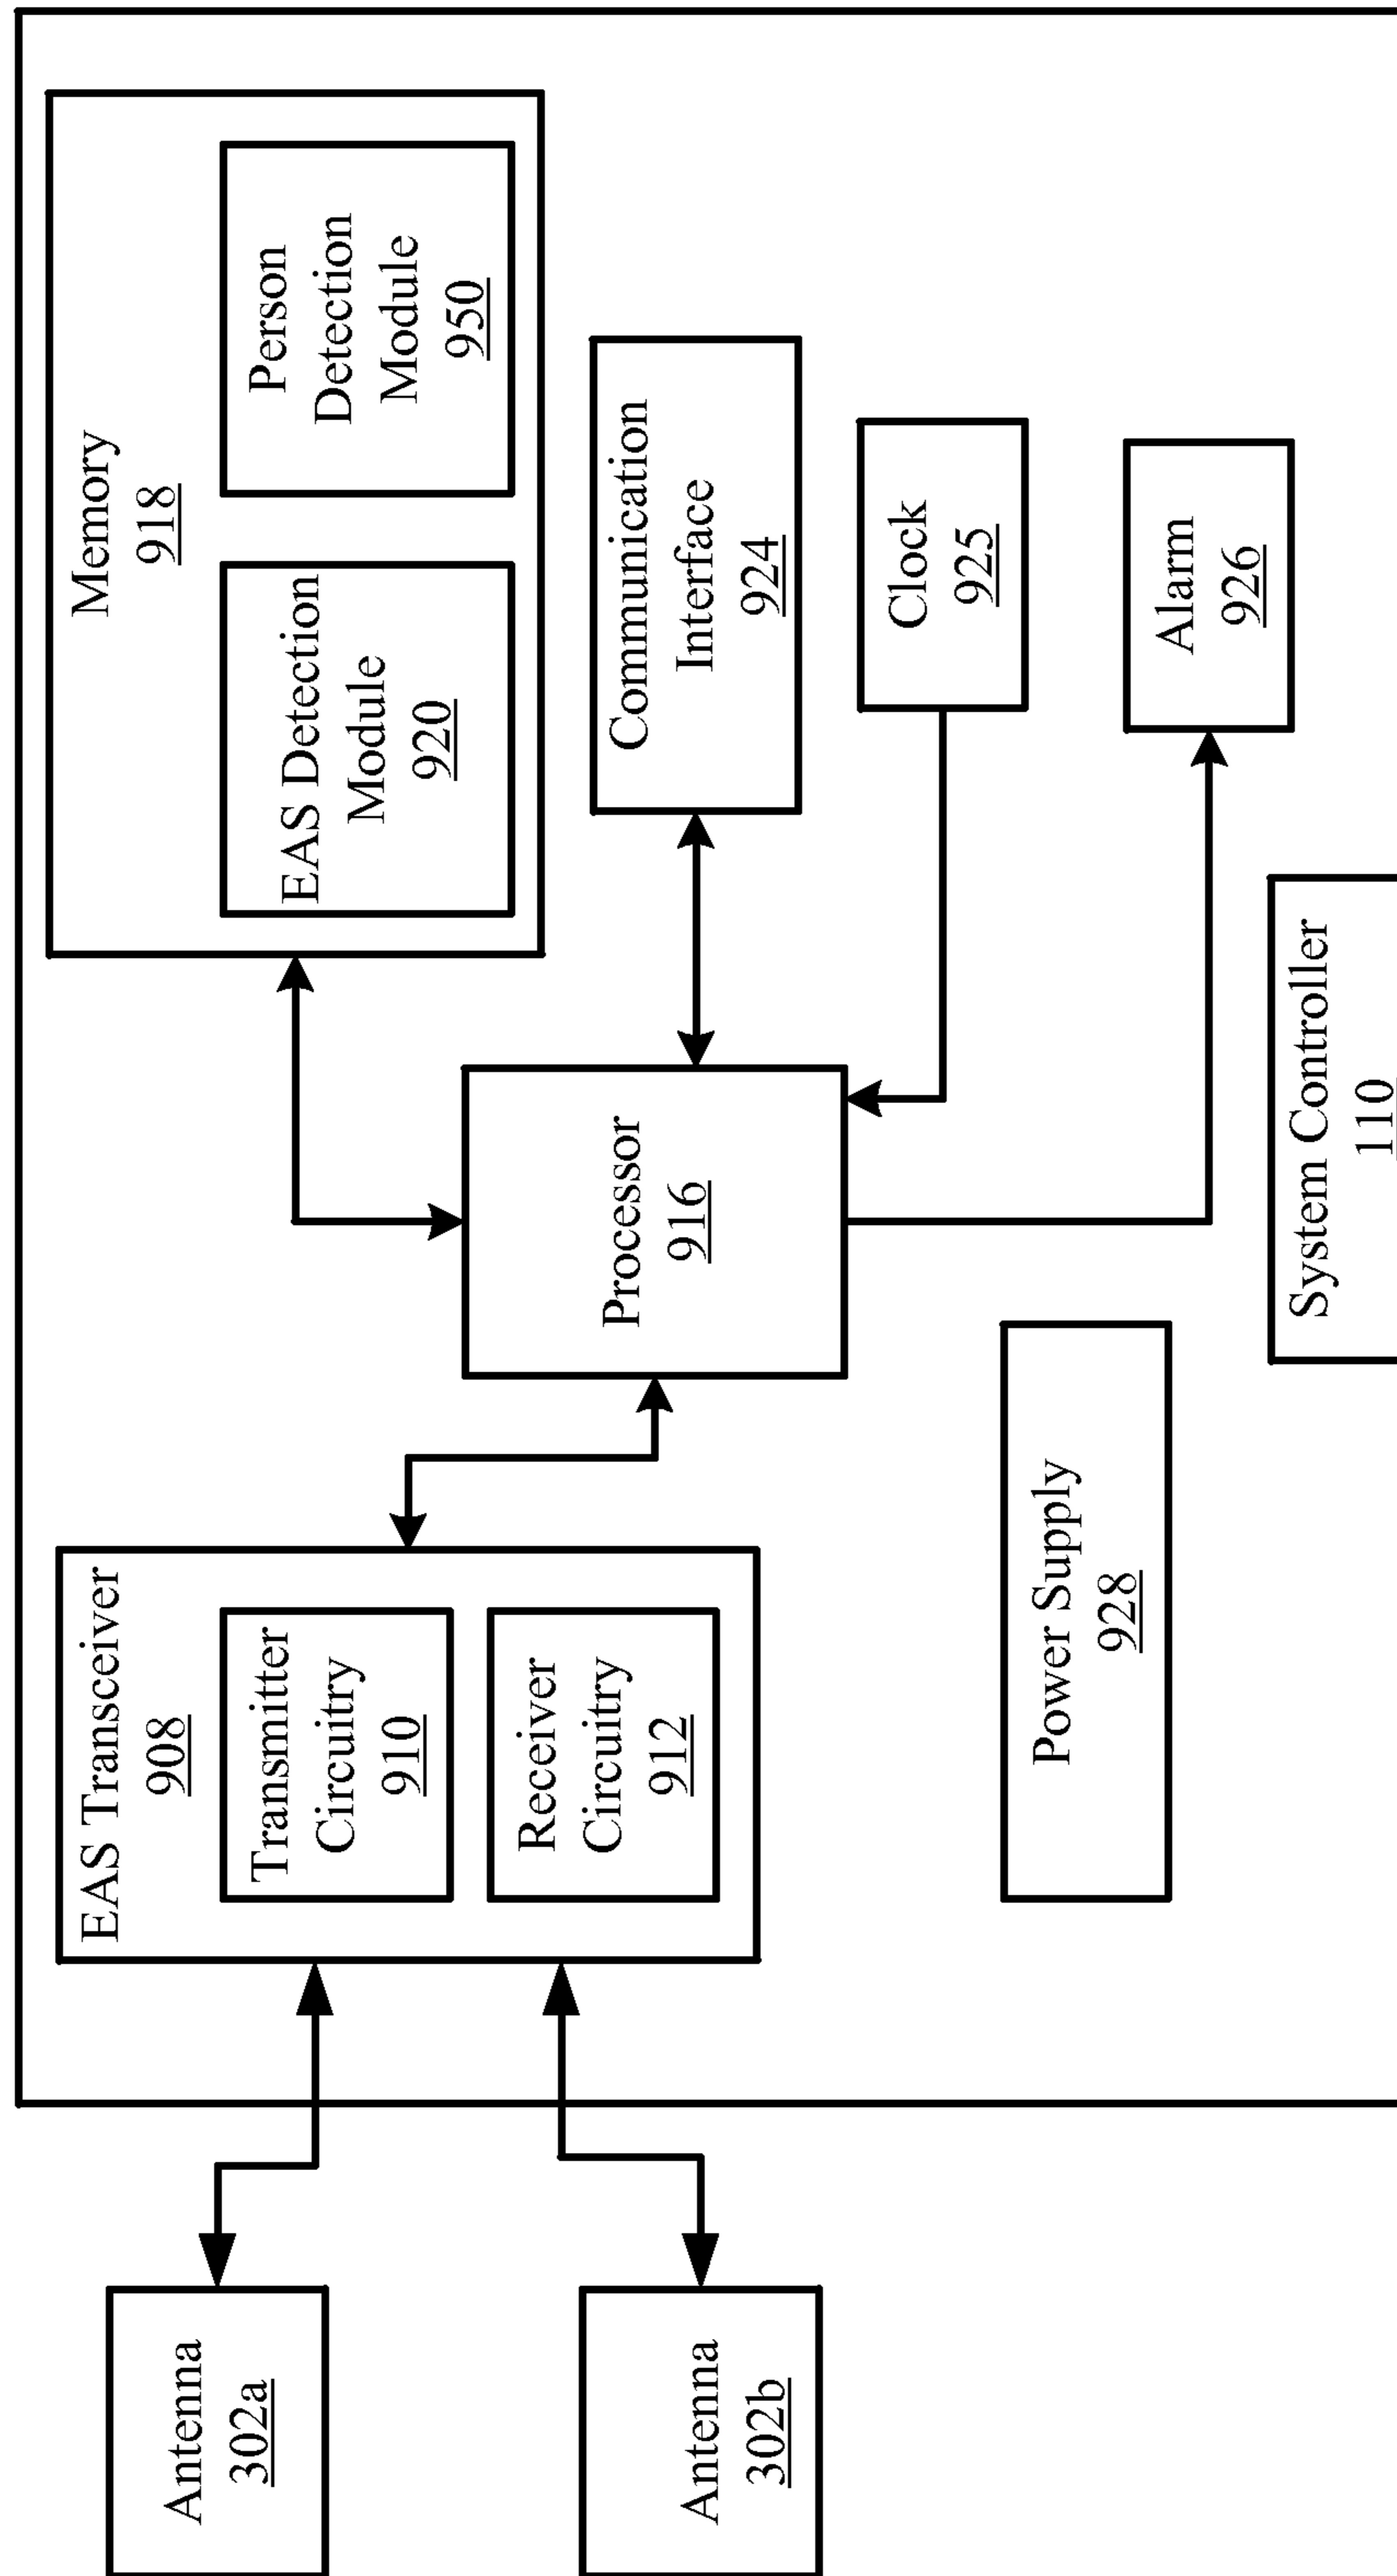 Antenna
302a
Antenna
302b
EAS Transceiver
908
Transmitter
Circuitry
910
Receiver
Circuitry
912
Processor
916
Memory
918
EAS Detection
Module
920
Person
Detection
Module
950
Communication
Interface
924
Clock
925
Alarm
926
Power Supply
928
System Controller
110